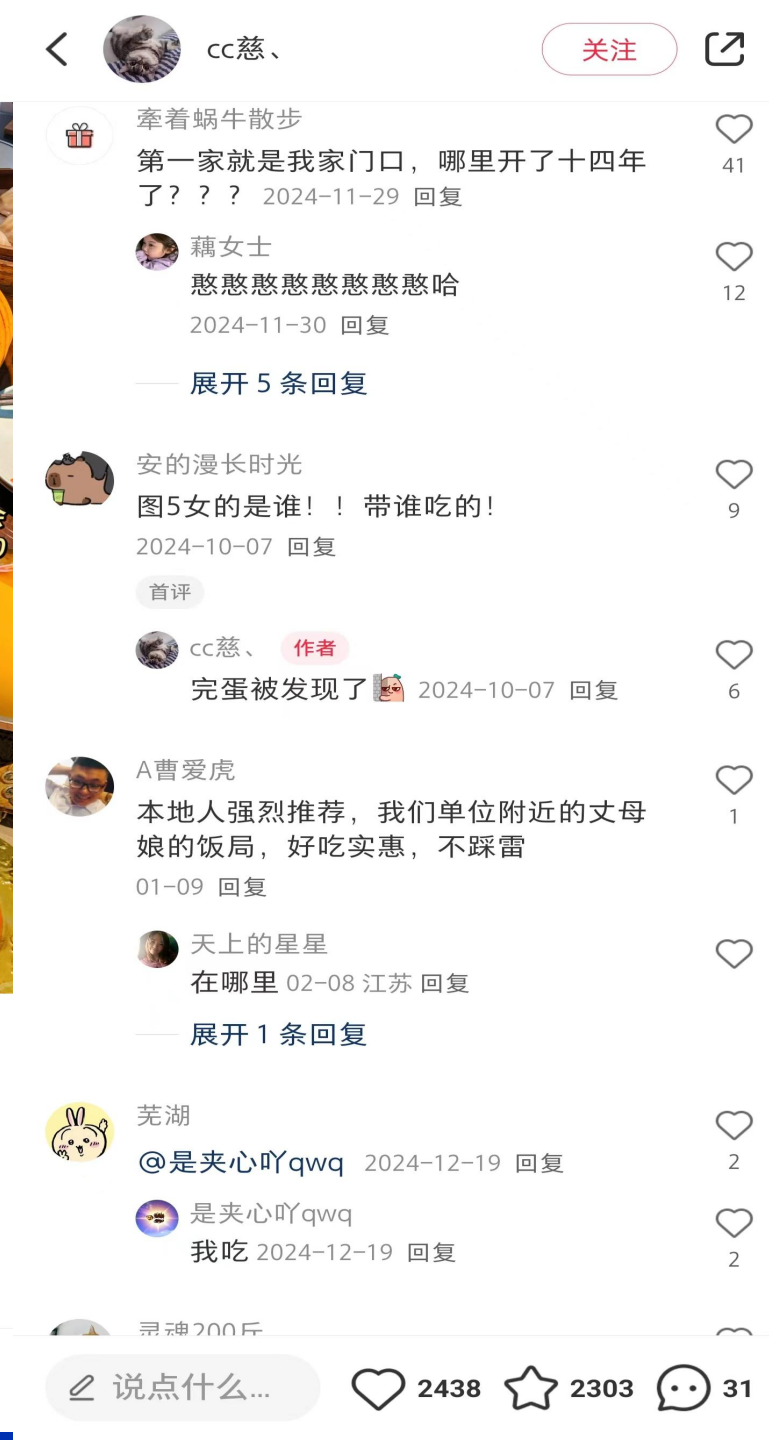 cc慈、
关注
牵着蜗牛散步
第一家就是我家门口，哪里开了十四年
了？？？ 2024-11-29 回复
41
藕女士
憨憨憨憨憨憨憨憨哈
12
2024-11-30 回复
展开 5 条回复
安的漫长时光
图5女的是谁！！带谁吃的！
9
2024-10-07 回复
首评
cc慈、 作者
完蛋被发现了 2024-10-07 回复
6
A曹爱虎
本地人强烈推荐，我们单位附近的丈母
1
娘的饭局，好吃实惠，不踩雷
01-09 回复
天上的星星
在哪里 02-08 江苏 回复
展开 1 条回复
芜湖
@是夹心吖qwq 2024-12-19 回复
2
是夹心吖qwq
我吃 2024-12-19 回复
2
灵魂200斤
说点什么...
2438
2303
31